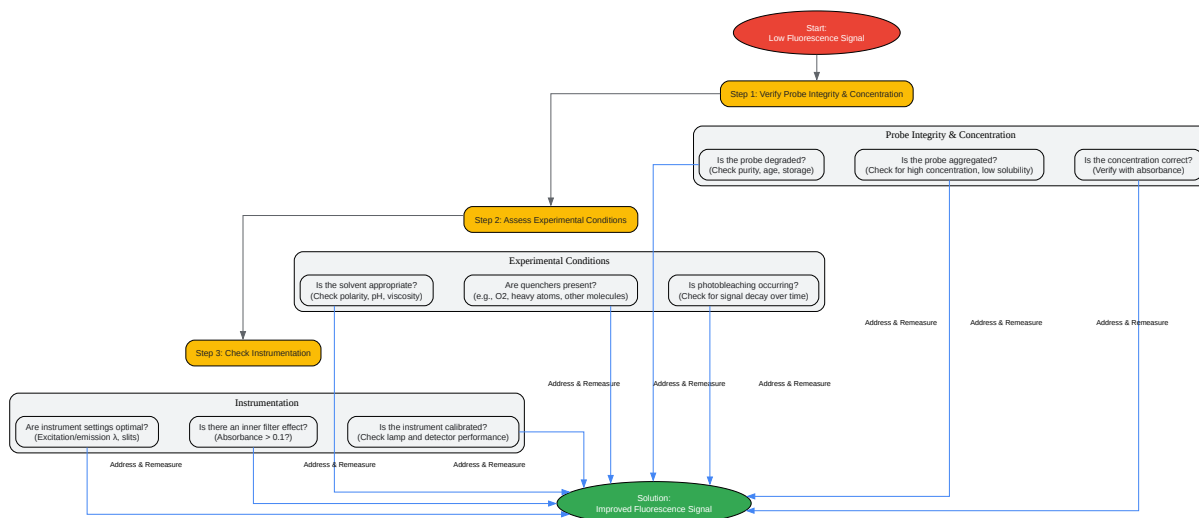 Start:
Low Fluorescence Signal
Step 1: Verify Probe Integrity & Concentration
Probe Integrity & Concentration
Is the probe degraded?
(Check purity, age, storage)
Is the probe aggregated?
(Check for high concentration, low solubility)
Is the concentration correct?
(Verify with absorbance)
Step 2: Assess Experimental Conditions
Experimental Conditions
Is the solvent appropriate?
(Check polarity, pH, viscosity)
Are quenchers present?
(e.g., O2, heavy atoms, other molecules)
Is photobleaching occurring?
(Check for signal decay over time)
Address & Remeasure
Address & Remeasure
Address & Remeasure
Step 3: Check Instrumentation
Address & Remeasure
Address & Remeasure
Address & Remeasure
Instrumentation
Are instrument settings optimal?
(Excitation/emission λ, slits)
Is there an inner filter effect?
(Absorbance > 0.1?)
Is the instrument calibrated?
(Check lamp and detector performance)
Address & Remeasure
Address & Remeasure
Address & Remeasure
Solution:
Improved Fluorescence Signal